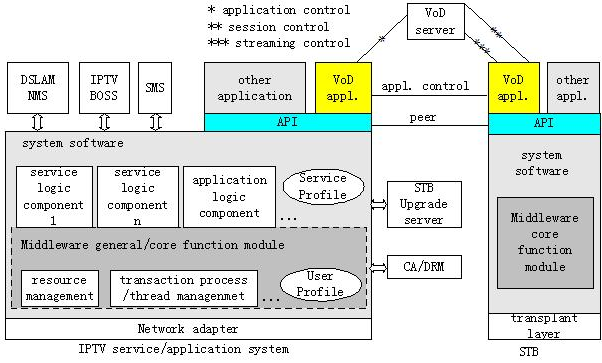 * application control
** session control
*** streaming control
VoD
server
*
**
***
DSLAM
NMS
IPTV
BOSS
SMS
other
application
VoD
appl.
appl. control
VoD
appl.
other
appl.
API
peer
API
system software
system
software
service
logic
component
1
service
logic
component
n
application
logic
component
...
Service
Profile
STB
Upgrade
server
Middleware general/core function module
Middleware
core
function
module
resource
management
transaction process
/thread managenmet
...
User
Profile
CA/DRM
Network adapter
transplant
layer
IPTV service/application system
STB